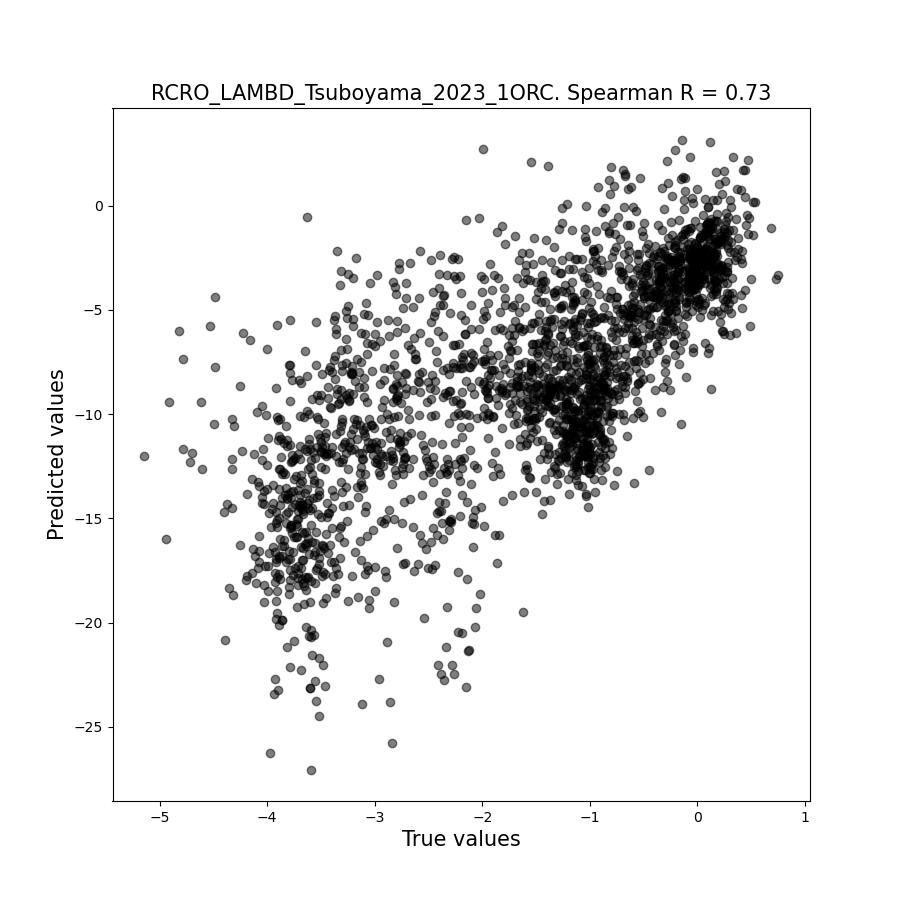 RCRO_LAMBD_Tsuboyama_2023_1ORC. Spearman R = 0.73
0
−5
−10
−15
−20
−25
Predicted values
−5 −4 −3 −2 −1 0 1
True values